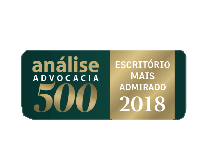 análise
ADVOCACIA
500
ESCRITÓRIO
MAIS
ADMIRADO
2018